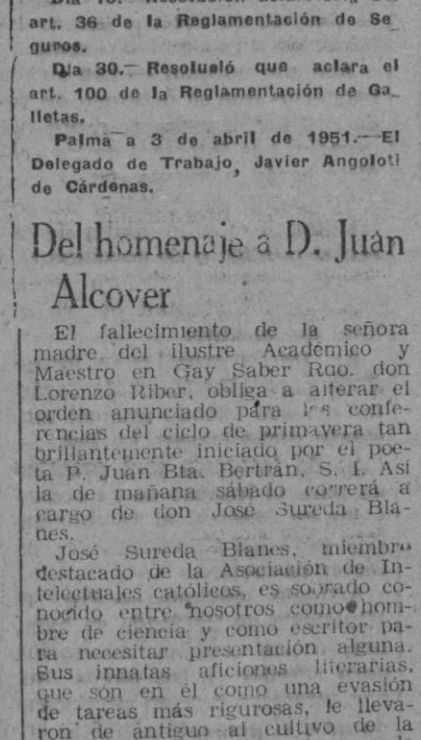 art. 36 de la Reglamentación de Se
guros.
Día 30.— Resolusió que aclara el
art. 100 de la Reglamentación de Ga_
lletas.
Palma a 3 de abril de 1951.—El
Delegado de Trabajo, Javier Angoloti
de Cárdenas.
Del homenaje a D. Juan
Alcover
El fallecimiento de la señora
madre del ilustre Académico y
Maestro en Gay Saber Rdo. don
Lorenzo Riber, obliga a alterar el
orden anunciado para las confe-
rencias del ciclo de primavera tan
brillantemente iniciado por el poe-
ta P. Juan Bta. Bertrán, S. I. Así
la de mañana sábado correrá a
cargo de don José Sureda Bla-
nes.
José Sureda Blanes, miembro
destacado de la Asociación de In-
telectuales católicos, es sobrado co-
nocido entre nosotros como hom-
bre de ciencia y como escritor pa-
ra necesitar presentación alguna.
Sus innatas aficiones literarias,
que son en él como una evasión
de tareas más rigurosas, le lleva-
ron de antiguo al cultivo de la